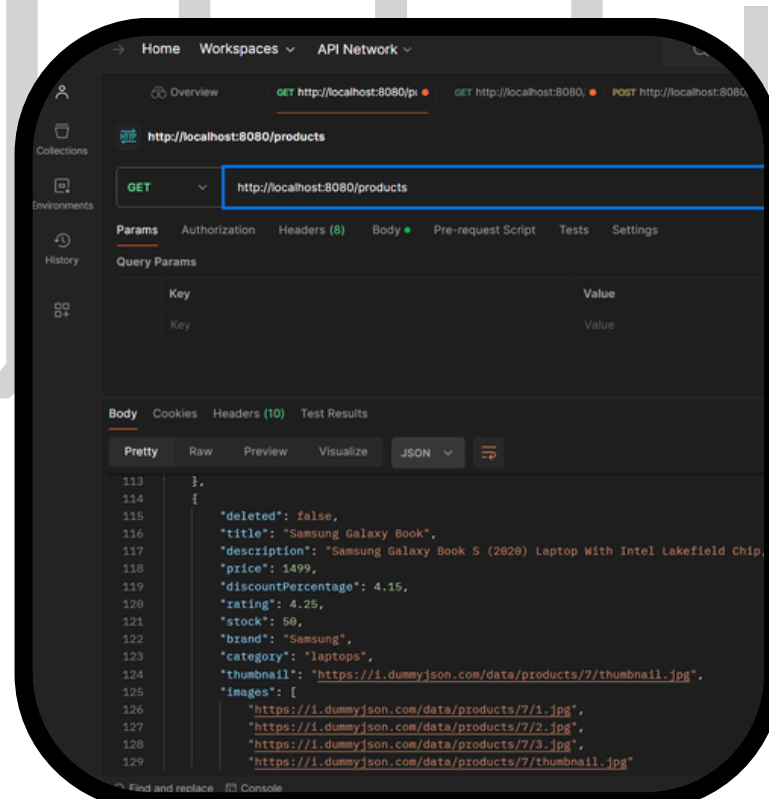 Home Workspaces API Network
Overview GET http://localhost:8080/p GET http://localhost:8080/ POST http://localhost:8080
HTTP http://localhost:8080/products
Collections
GET http://localhost:8080/products
Environments
Params Authorization Headers (8) Body Pre-request Script Tests Settings
History
Query Params
Key Value
Key Value
Body Cookies Headers (10) Test Results
Pretty Raw Preview Visualize JSON
113 },
114 {
115 "deleted": false,
116 "title": "Samsung Galaxy Book",
117 "description": "Samsung Galaxy Book S (2020) Laptop With Intel Lakefield Chip,
118 "price": 1499,
119 "discountPercentage": 4.15,
120 "rating": 4.25,
121 "stock": 50,
122 "brand": "Samsung",
123 "category": "laptops",
124 "thumbnail": "https://i.dummyjson.com/data/products/7/thumbnail.jpg",
125 "images": [
126 "https://i.dummyjson.com/data/products/7/1.jpg",
127 "https://i.dummyjson.com/data/products/7/2.jpg",
128 "https://i.dummyjson.com/data/products/7/3.jpg",
129 "https://i.dummyjson.com/data/products/7/thumbnail.jpg"
Find and replace Console